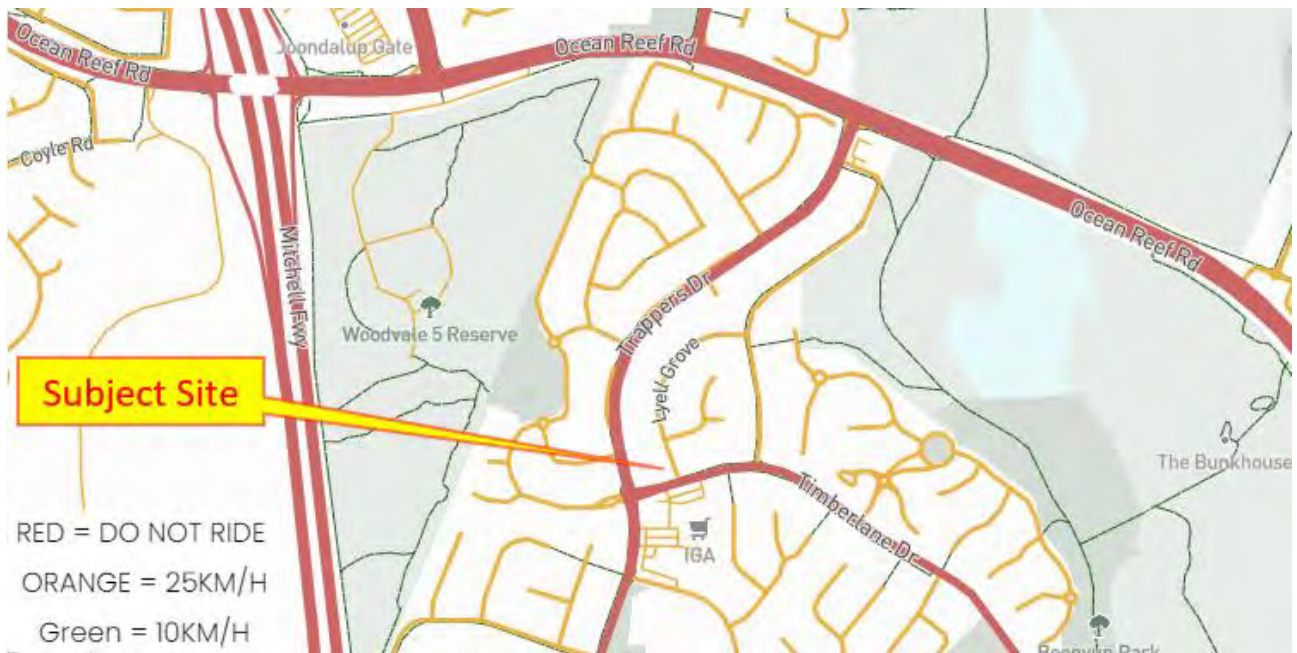 Joondalup Gate
Ocean Reef Rd
Ocean Reef Rd
Coyle Rd
Ocean Reef Rd
Mitchell Fwy
Trappers Dr
Woodvale 5 Reserve
Lyell Grove
Subject Site
The Bunkhouse
Timberlane Dr
IGA
RED = DO NOT RIDE
ORANGE = 25KM/H
Green = 10KM/H
Park